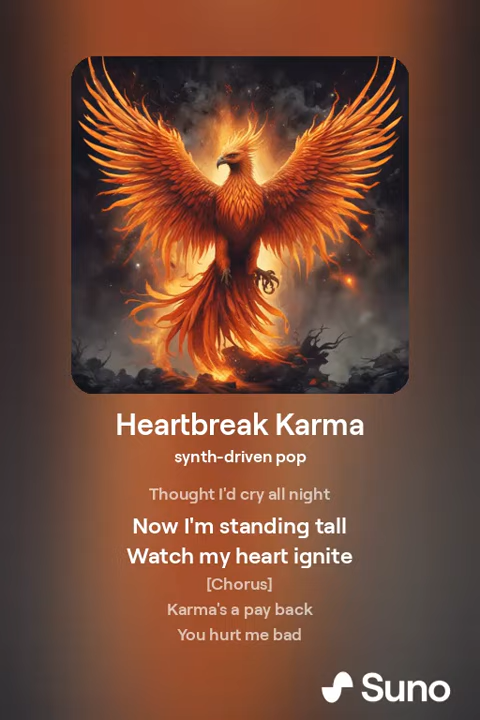 Heartbreak Karma
synth-driven pop
Thought I'd cry all night
Now I'm standing tall
Watch my heart ignite
[Chorus]
Karma's a pay back
You hurt me bad
Suno